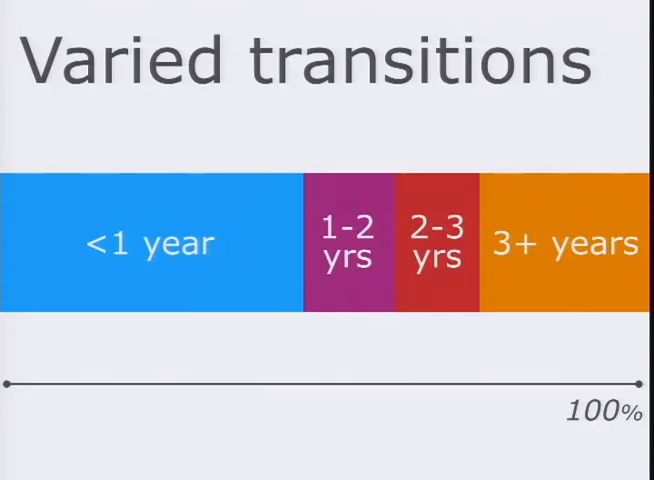 Varied transitions
<1 year
1-2
yrs
2-3
yrs
3+ years
100%